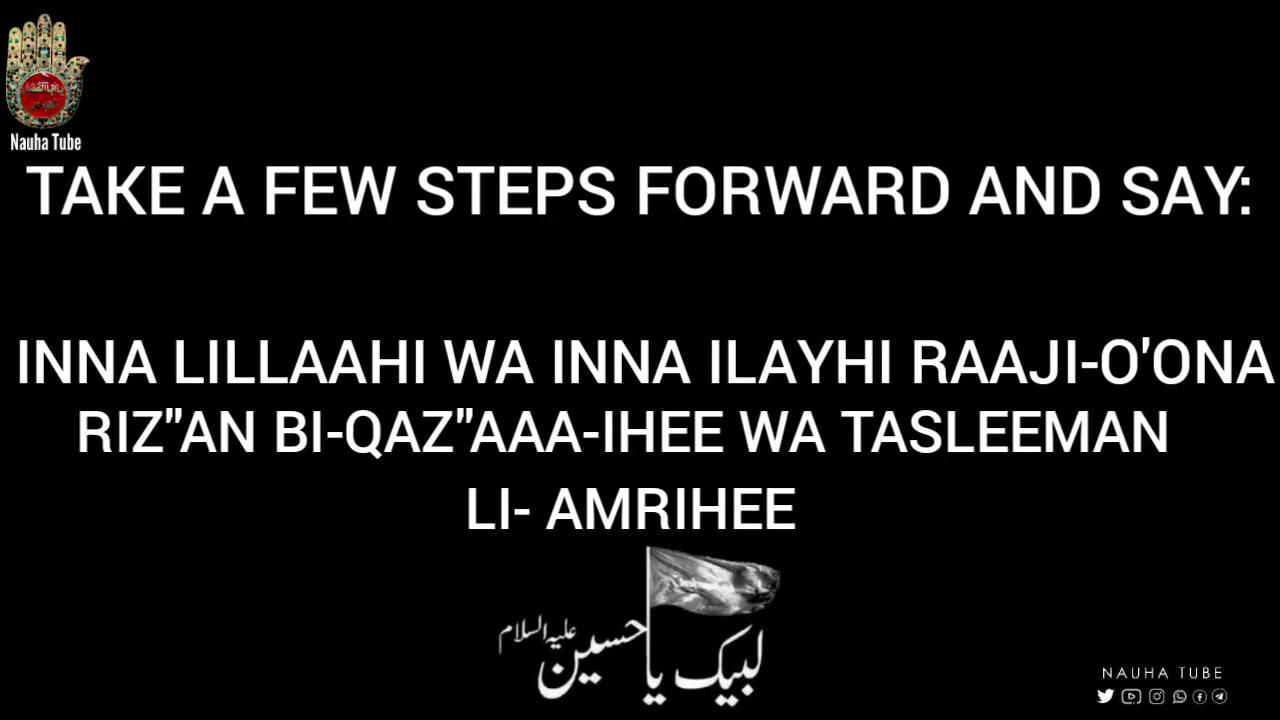 Nauha Tube
TAKE A FEW STEPS FORWARD AND SAY:
INNA LILLAAHI WA INNA ILAYHI RAAJI-O'ONA
RIZ"AN BI-QAZ"AAA-IHEE WA TASLEEMAN
LI- AMRIHEE
لبیک یا حسین علیہ السلام
NAUHA TUBE